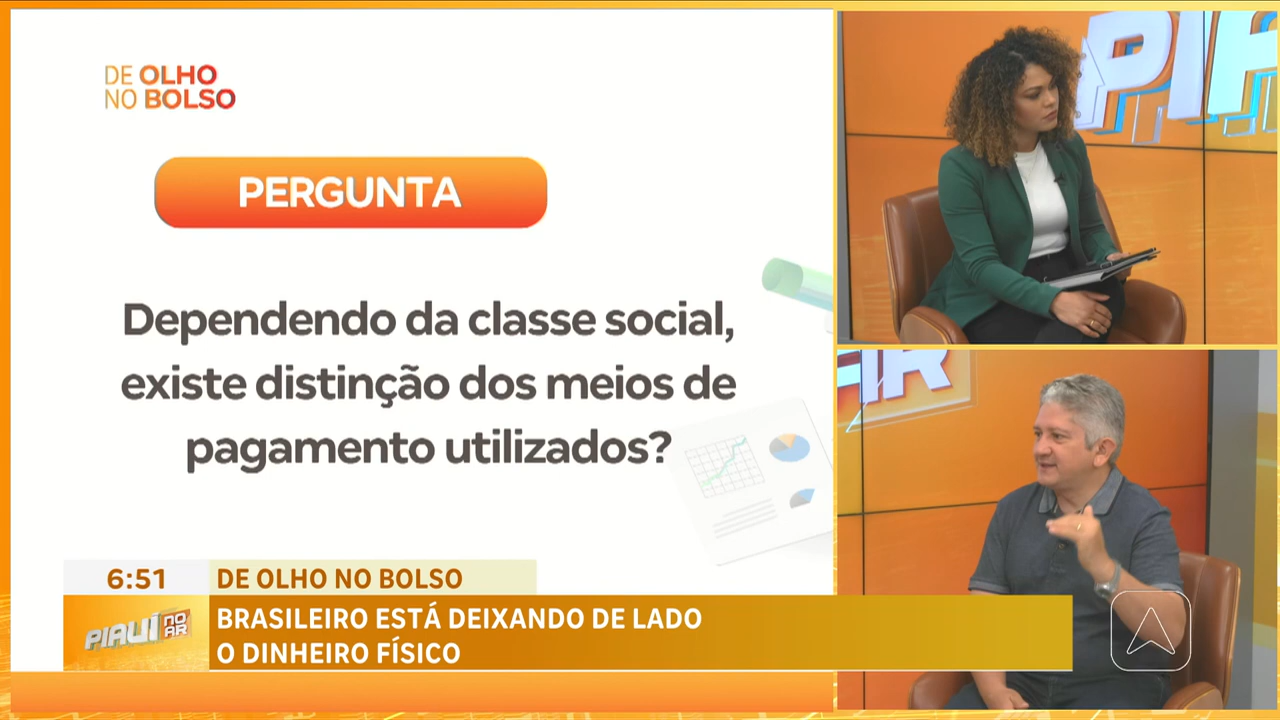 DE OLHO
NO BOLSO
PERGUNTA
Dependendo da classe social,
existe distinção dos meios de
pagamento utilizados?
6:51
DE OLHO NO BOLSO
PIAUÍ NO AR
BRASILEIRO ESTÁ DEIXANDO DE LADO
O DINHEIRO FÍSICO